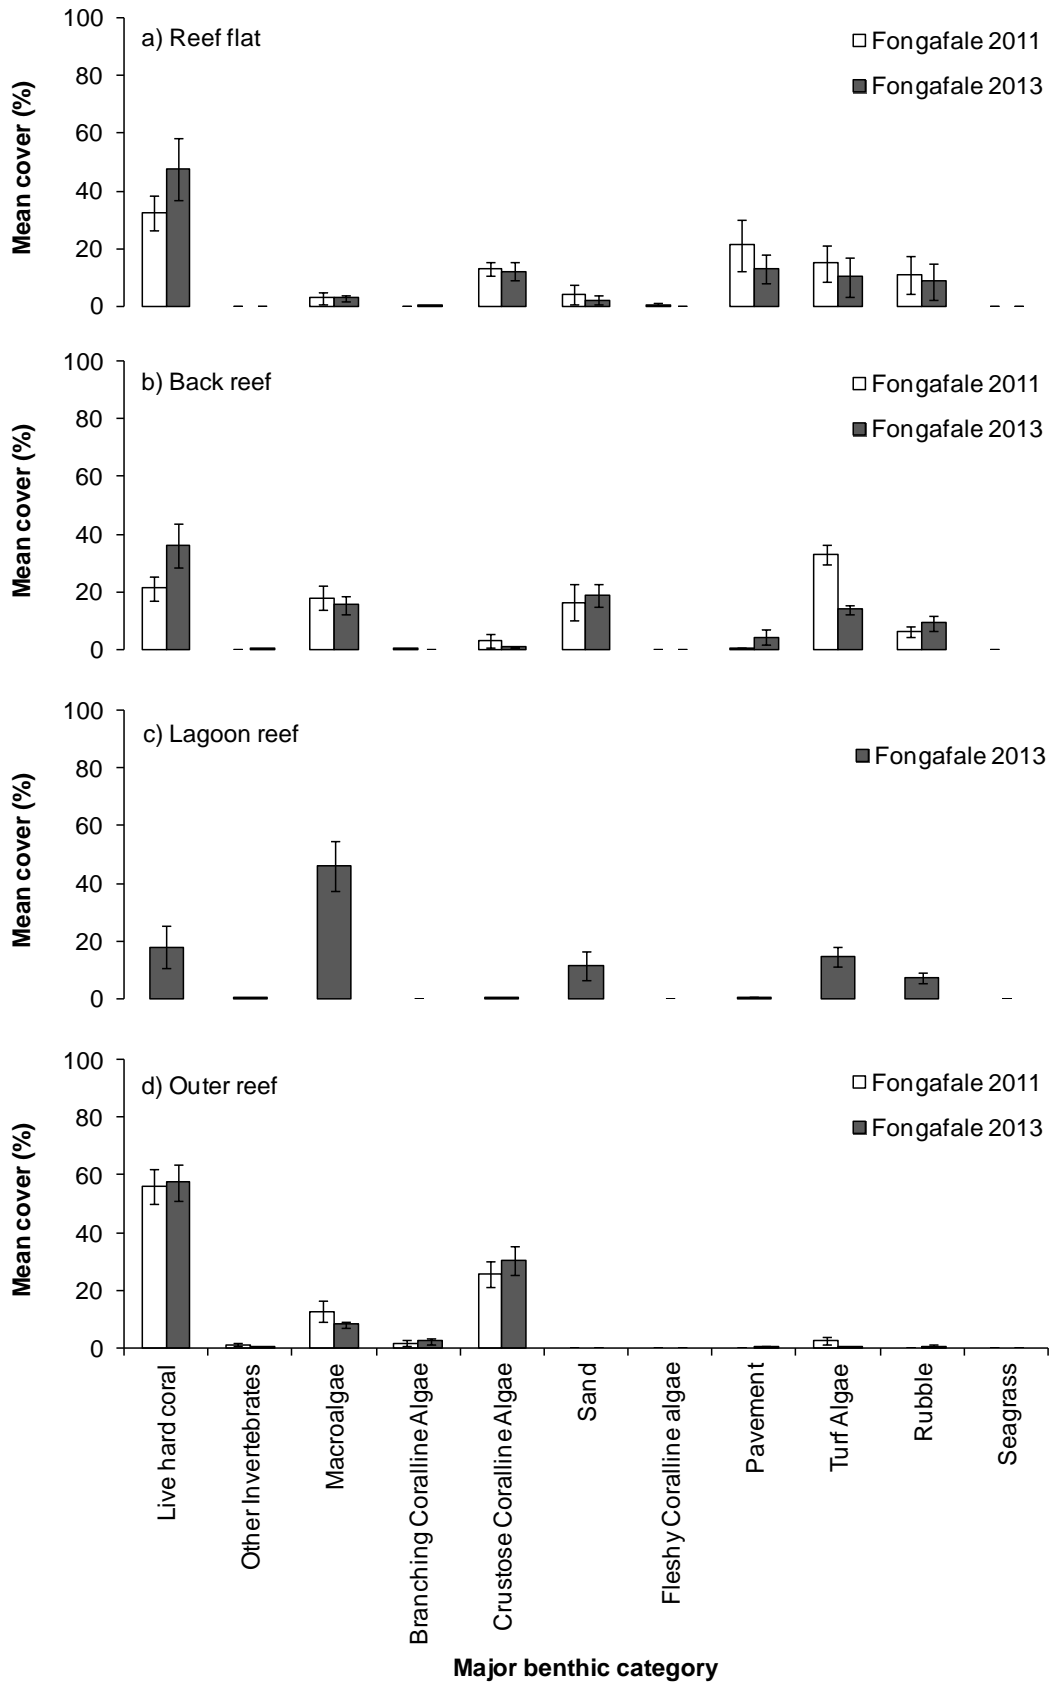 a) Reef flat
Fongafale 2011
Fongafale 2013
Mean cover (%)
100
80
60
40
20
0
b) Back reef
Fongafale 2011
Fongafale 2013
Mean cover (%)
100
80
60
40
20
0
c) Lagoon reef
Fongafale 2013
Mean cover (%)
100
80
60
40
20
0
d) Outer reef
Fongafale 2011
Fongafale 2013
Mean cover (%)
100
80
60
40
20
0
Live hard coral
Other Invertebrates
Macroalgae
Branching Coralline Algae
Crustose Coralline Algae
Sand
Fleshy Coralline algae
Pavement
Turf Algae
Rubble
Seagrass
Major benthic category